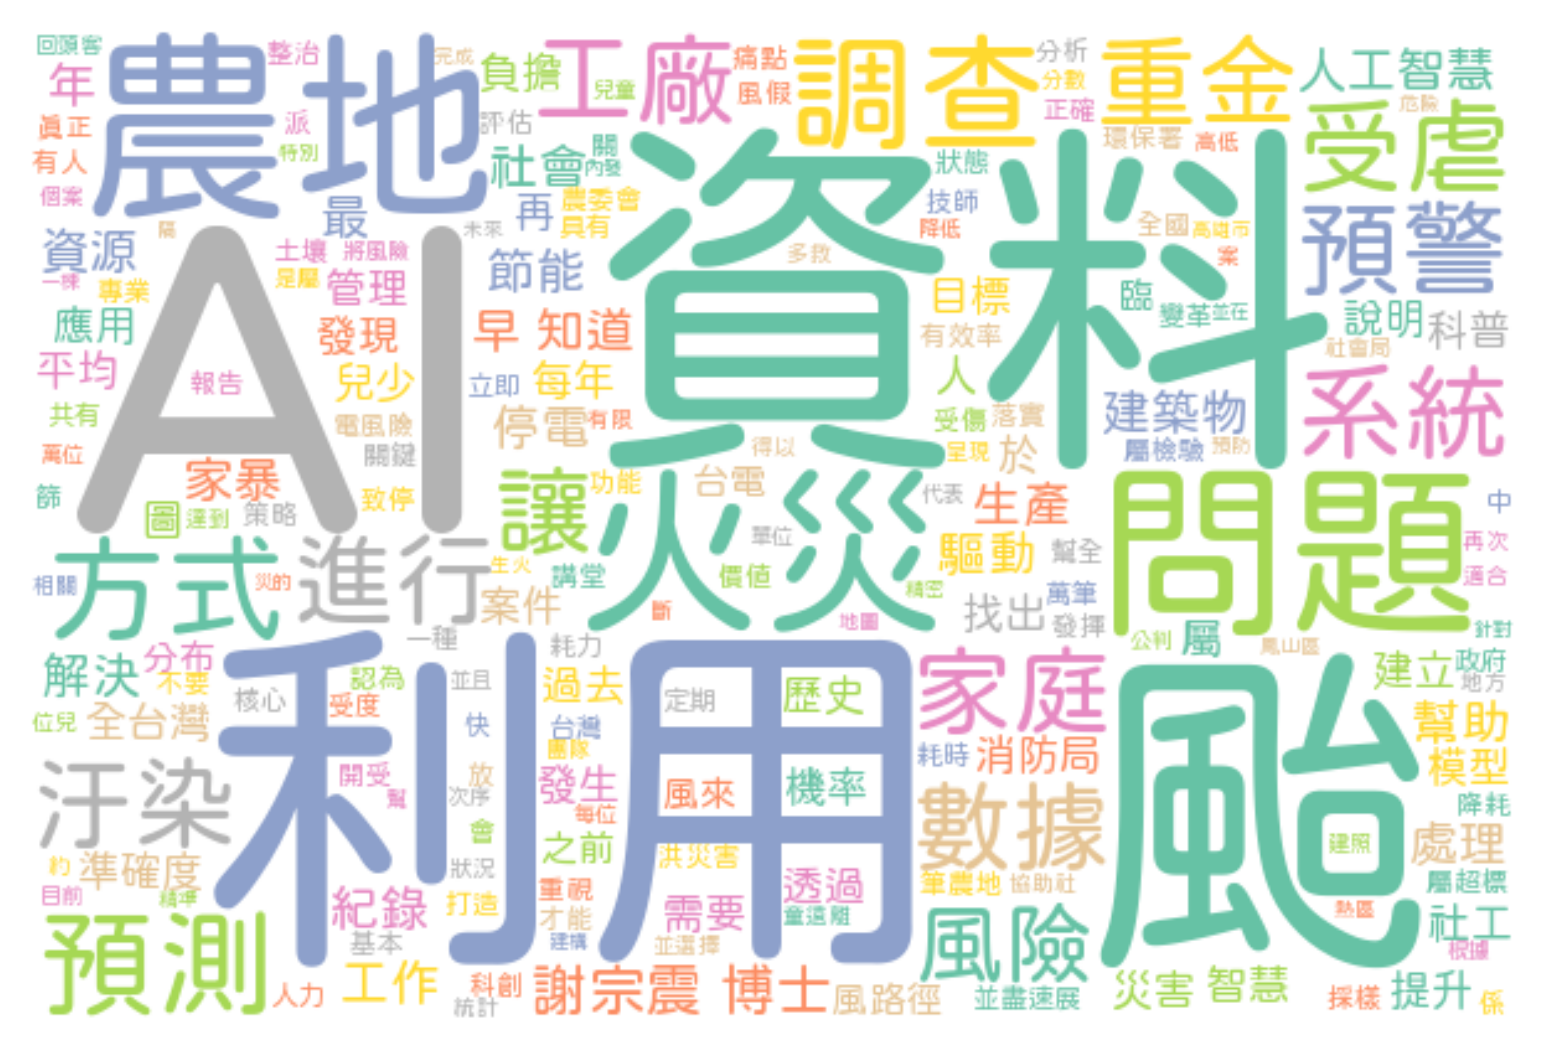 回頭客
農地
整治
完成
負擔
工廠
痛點
調查
分析
重金
人工智慧
年
兒童
風假
分數
危險
真正
派
評估
正確
環保署
高低
受虐
有人
特別
社會
關
內發
資料
狀態
個案
最
再
農委會
技師
全國
高雄市
預警
隔
未來
具有
降低
案
資源
土壤
將風險
節能
多救
一棟
專業
是屬
管理
目標
臨
變革
並在
說明
科普
應用
AI
發現
早
知道
有效率
社會局
平均
報告
兒少
立即
每年
人
建築物
系統
共有
電風險
停電
有限
受傷
落實
萬位
關鍵
得以
呈現
於
屬檢驗
預防
家暴
讓
功能
台電
火災
代表
生產
問題
中
篩
圖
達到
策略
致停
單位
驅動
幫全
再次
方式
進行
生火
講堂
價值
精密
適合
相關
災的
案件
斷
地圖
找出
萬筆
發揮
針對
利用
一種
耗力
公利
屬
鳳山區
解決
分布
不要
認為
並且
過去
定期
歷史
家庭
颱
建立
政府
地方
位兒
全台灣
核心
受度
快
台灣
團隊
耗時
消防局
幫助
汙染
開受
幫
放
次序
發生
每位
風來
機率
數據
模型
降耗
會
之前
建照
處理
約
準確度
狀況
洪災害
目前
精準
紀錄
打造
重視
才能
需要
透過
童遠離
筆農地
協助社
屬超標
熱區
預測
基本
建構
並選擇
風險
社工
根據
人力
工作
科創
統計
謝宗震
博士
風路徑
並盡速展
災害
智慧
採樣
提升
係